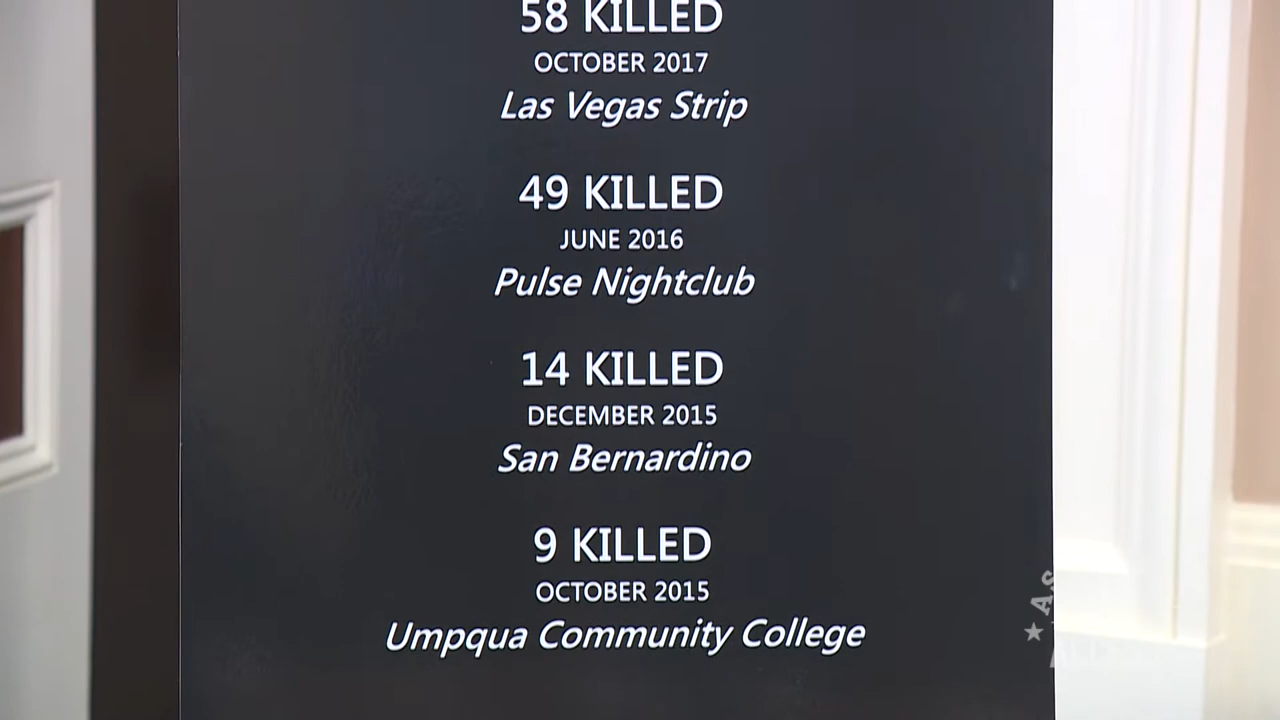 58 KILLED
OCTOBER 2017
Las Vegas Strip
49 KILLED
JUNE 2016
Pulse Nightclub
14 KILLED
DECEMBER 2015
San Bernardino
9 KILLED
OCTOBER 2015
Umpqua Community College